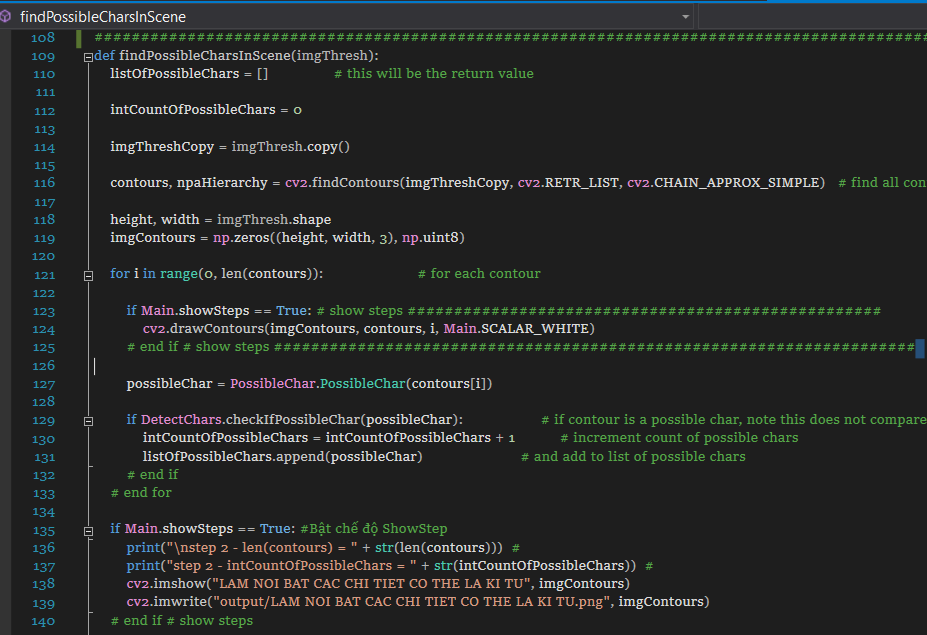 findPossibleCharsInScene
108 ##########################################################################################
109 def findPossibleCharsInScene(imgThresh):
110 listOfPossibleChars = [] # this will be the return value
111
112 intCountOfPossibleChars = 0
113
114 imgThreshCopy = imgThresh.copy()
115
116 contours, npaHierarchy = cv2.findContours(imgThreshCopy, cv2.RETR_LIST, cv2.CHAIN_APPROX_SIMPLE) # find all con
117
118 height, width = imgThresh.shape
119 imgContours = np.zeros((height, width, 3), np.uint8)
120
121 for i in range(0, len(contours)): # for each contour
122
123 if Main.showSteps == True: # show steps ###################################################
124 cv2.drawContours(imgContours, contours, i, Main.SCALAR_WHITE)
125 # end if # show steps #####################################################################
126
127 possibleChar = PossibleChar.PossibleChar(contours[i])
128
129 if DetectChars.checkIfPossibleChar(possibleChar): # if contour is a possible char, note this does not compare
130 intCountOfPossibleChars = intCountOfPossibleChars + 1 # increment count of possible chars
131 listOfPossibleChars.append(possibleChar) # and add to list of possible chars
132 # end if
133 # end for
134
135 if Main.showSteps == True: #Bật chế độ ShowStep
136 print("\nstep 2 - len(contours) = " + str(len(contours))) #
137 print("step 2 - intCountOfPossibleChars = " + str(intCountOfPossibleChars)) #
138 cv2.imshow("LAM NOI BAT CAC CHI TIET CO THE LA KI TU", imgContours)
139 cv2.imwrite("output/LAM NOI BAT CAC CHI TIET CO THE LA KI TU.png", imgContours)
140 # end if # show steps